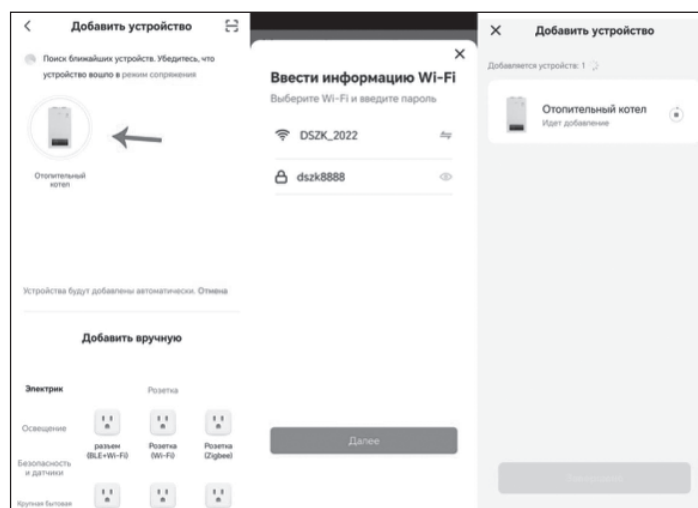 Добавить устройство
Поиск ближайших устройств. Убедитесь, что
устройство вошло в режим сопряжения
Отопительный
котел
Устройства будут добавлены автоматически. Отмена
Добавить вручную
Электрик
Розетка
Освещение
разъем
(BLE+Wi-Fi)
Розетка
(Wi-Fi)
Розетка
(Zigbee)
Безопасность
и датчики
Крупная бытовая
Ввести информацию Wi-Fi
Выберите Wi-Fi и введите пароль
DSZK_2022
dszk8888
Далее
Добавить устройство
Добавляется устройств: 1
Отопительный котел
Идет добавление